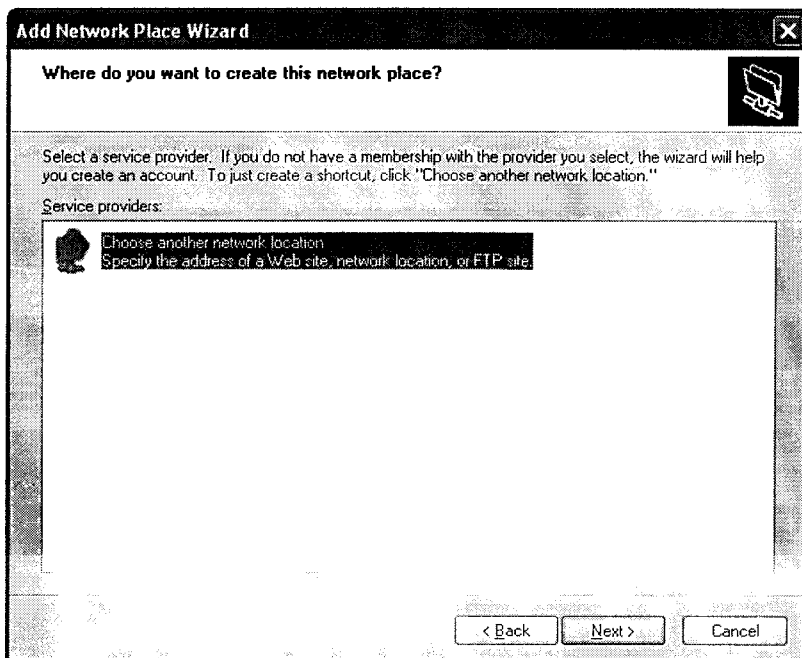 Add Network Place Wizard
Where do you want to create this network place?
Select a service provider. If you do not have a membership with the provider you select, the wizard will help
you create an account. To just create a shortcut, click "Choose another network location."
Service providers:
Choose another network location
Specify the address of a Web site, network location, or FTP site.
< Back Next > Cancel